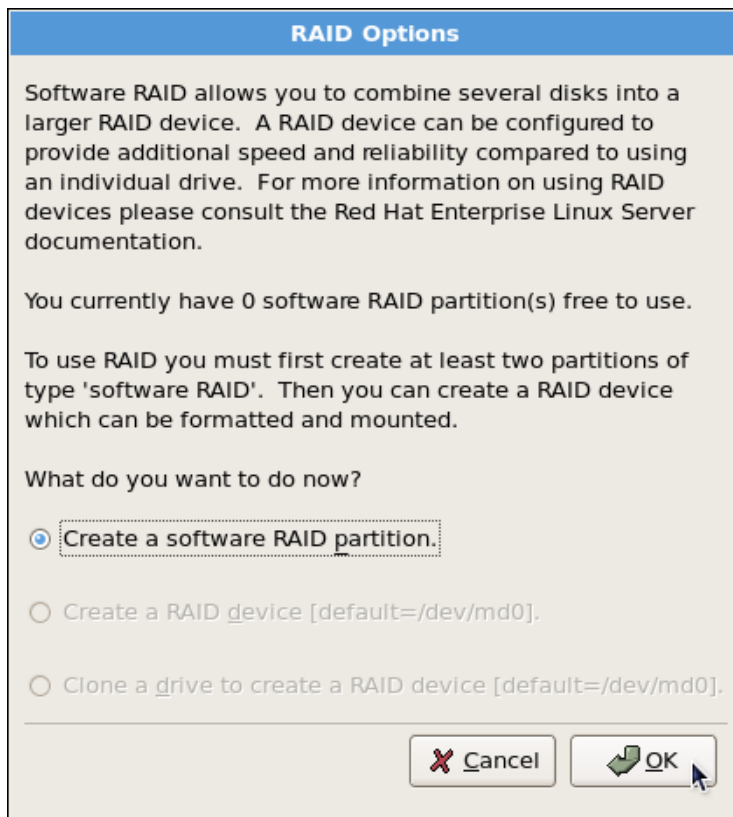 RAID Options
Software RAID allows you to combine several disks into a
larger RAID device.  A RAID device can be configured to
provide additional speed and reliability compared to using
an individual drive.  For more information on using RAID
devices please consult the Red Hat Enterprise Linux Server
documentation.
You currently have 0 software RAID partition(s) free to use.
To use RAID you must first create at least two partitions of
type 'software RAID'.  Then you can create a RAID device
which can be formatted and mounted.
What do you want to do now?
Create a software RAID partition.
Create a RAID device [default=/dev/md0].
Clone a drive to create a RAID device [default=/dev/md0].
Cancel
OK